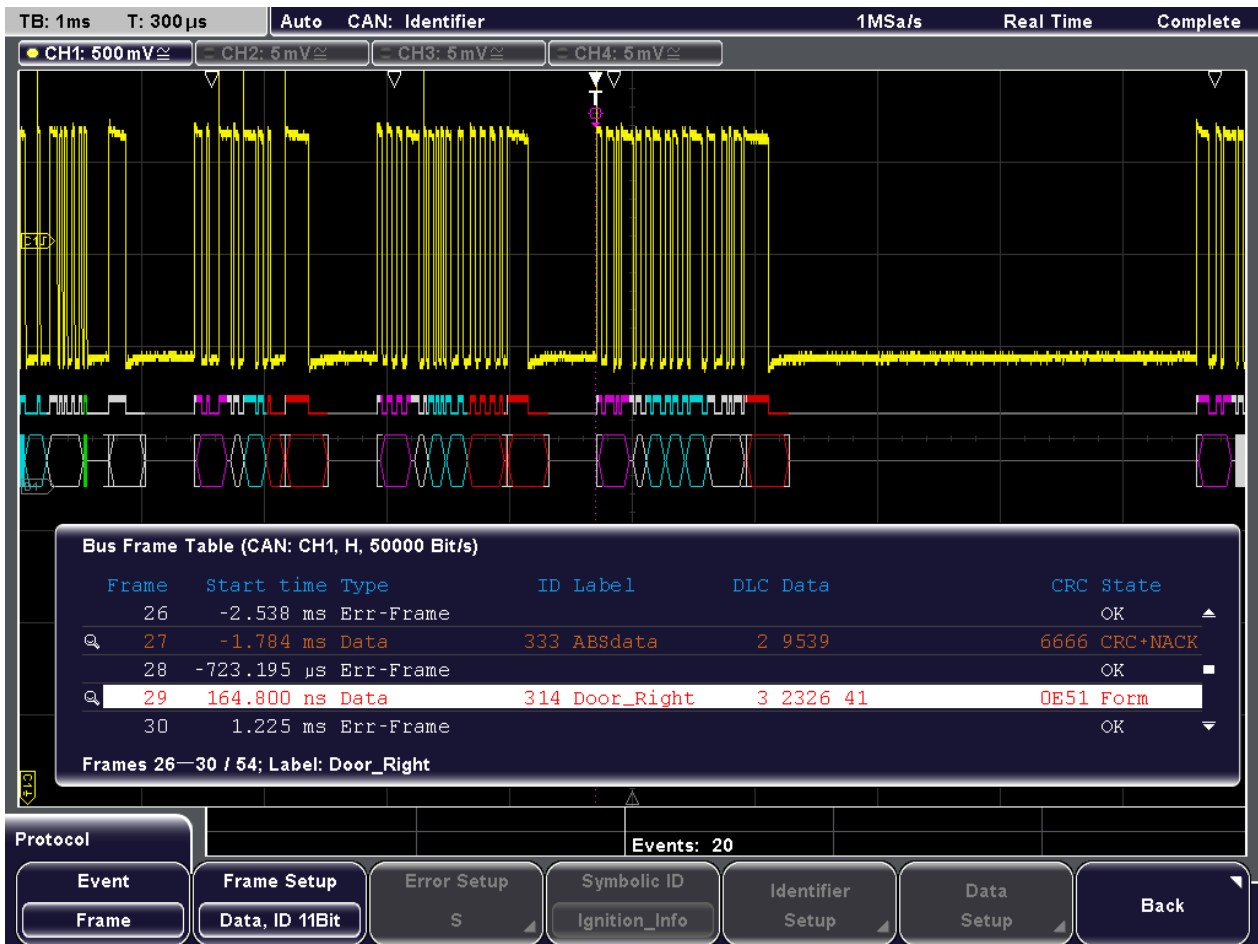 TB: 1ms T: 300 µs Auto CAN: Identifier 1MSa/s Real Time Complete
CH1: 500 mV≅ CH2: 5 mV≅ CH3: 5 mV≅ CH4: 5 mV≅
T
C1
Bus Frame Table (CAN: CH1, H, 50000 Bit/s)
Frame Start time Type ID Label DLC Data CRC State
26 -2.538 ms Err-Frame OK
27 -1.784 ms Data 333 ABSdata 2 9539 6666 CRC+NACK
28 -723.195 µs Err-Frame OK
29 164.800 ns Data 314 Door_Right 3 2326 41 0E51 Form
30 1.225 ms Err-Frame OK
Frames 26—30 / 54; Label: Door_Right
C1
Protocol
Events: 20
Event Frame Setup Error Setup Symbolic ID Identifier Data Back
Frame Data, ID 11Bit S Ignition_Info Setup Setup